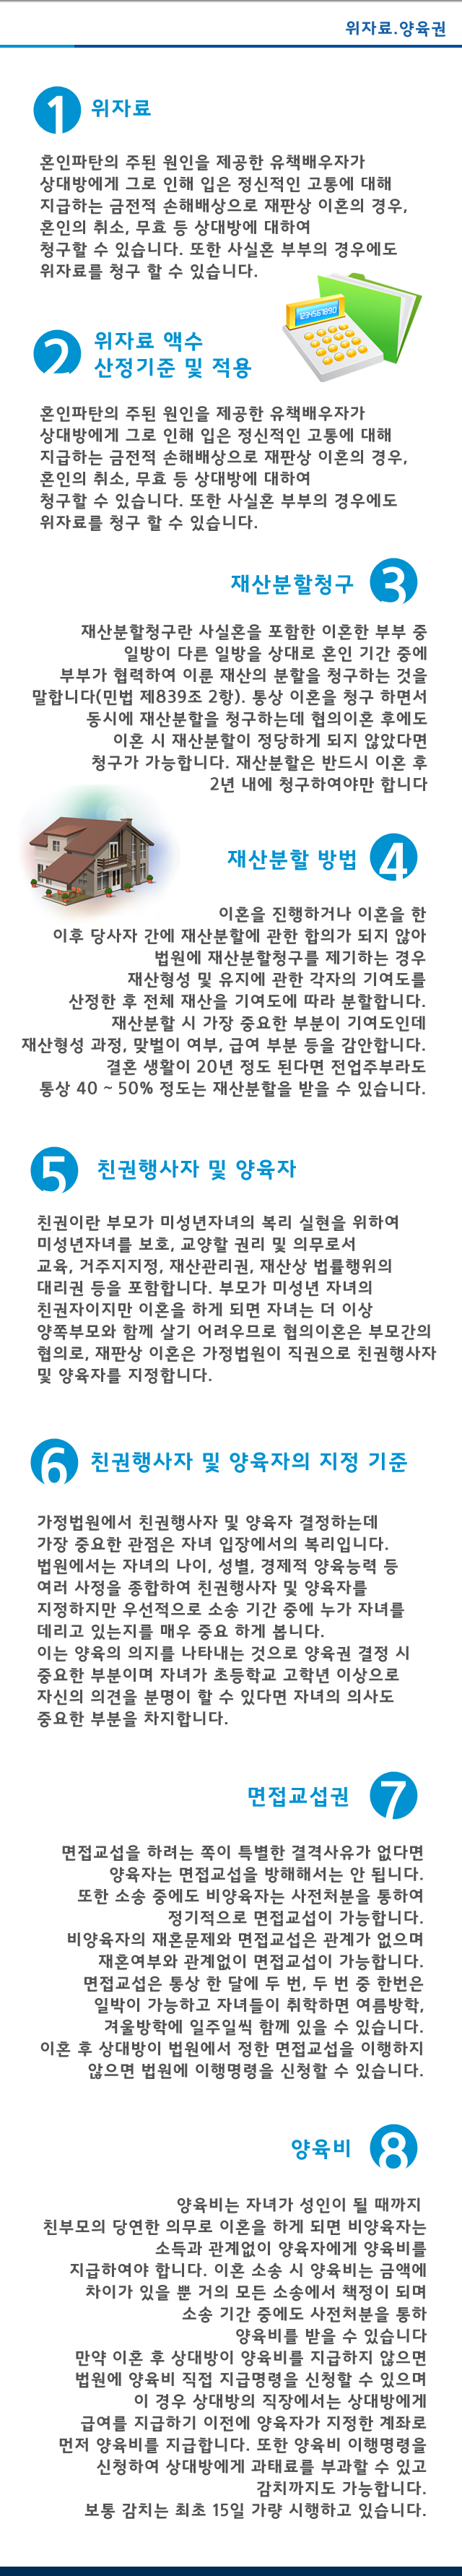 위자료.양육권
1 위자료
혼인파탄의 주된 원인을 제공한 유책배우자가
상대방에게 그로 인해 입은 정신적인 고통에 대해
지급하는 금전적 손해배상으로 재판상 이혼의 경우,
혼인의 취소, 무효 등 상대방에 대하여
청구할 수 있습니다. 또한 사실혼 부부의 경우에도
위자료를 청구 할 수 있습니다.
1234567890
2 위자료 액수
산정기준 및 적용
혼인파탄의 주된 원인을 제공한 유책배우자가
상대방에게 그로 인해 입은 정신적인 고통에 대해
지급하는 금전적 손해배상으로 재판상 이혼의 경우,
혼인의 취소, 무효 등 상대방에 대하여
청구할 수 있습니다. 또한 사실혼 부부의 경우에도
위자료를 청구 할 수 있습니다.
재산분할청구 3
재산분할청구란 사실혼을 포함한 이혼한 부부 중
일방이 다른 일방을 상대로 혼인 기간 중에
부부가 협력하여 이룬 재산의 분할을 청구하는 것을
말합니다(민법 제839조 2항). 통상 이혼을 청구 하면서
동시에 재산분할을 청구하는데 협의이혼 후에도
이혼 시 재산분할이 정당하게 되지 않았다면
청구가 가능합니다. 재산분할은 반드시 이혼 후
2년 내에 청구하여야만 합니다
재산분할 방법 4
이혼을 진행하거나 이혼을 한
이후 당사자 간에 재산분할에 관한 합의가 되지 않아
법원에 재산분할청구를 제기하는 경우
재산형성 및 유지에 관한 각자의 기여도를
산정한 후 전체 재산을 기여도에 따라 분할합니다.
재산분할 시 가장 중요한 부분이 기여도인데
재산형성 과정, 맞벌이 여부, 급여 부분 등을 감안합니다.
결혼 생활이 20년 정도 된다면 전업주부라도
통상 40 ~ 50% 정도는 재산분할을 받을 수 있습니다.
5 친권행사자 및 양육자
친권이란 부모가 미성년자녀의 복리 실현을 위하여
미성년자녀를 보호, 교양할 권리 및 의무로서
교육, 거주지지정, 재산관리권, 재산상 법률행위의
대리권 등을 포함합니다. 부모가 미성년 자녀의
친권자이지만 이혼을 하게 되면 자녀는 더 이상
양쪽부모와 함께 살기 어려우므로 협의이혼은 부모간의
협의로, 재판상 이혼은 가정법원이 직권으로 친권행사자
및 양육자를 지정합니다.
6 친권행사자 및 양육자의 지정 기준
가정법원에서 친권행사자 및 양육자 결정하는데
가장 중요한 관점은 자녀 입장에서의 복리입니다.
법원에서는 자녀의 나이, 성별, 경제적 양육능력 등
여러 사정을 종합하여 친권행사자 및 양육자를
지정하지만 우선적으로 소송 기간 중에 누가 자녀를
데리고 있는지를 매우 중요 하게 봅니다.
이는 양육의 의지를 나타내는 것으로 양육권 결정 시
중요한 부분이며 자녀가 초등학교 고학년 이상으로
자신의 의견을 분명이 할 수 있다면 자녀의 의사도
중요한 부분을 차지합니다.
면접교섭권 7
면접교섭을 하려는 쪽이 특별한 결격사유가 없다면
양육자는 면접교섭을 방해해서는 안 됩니다.
또한 소송 중에도 비양육자는 사전처분을 통하여
정기적으로 면접교섭이 가능합니다.
비양육자의 재혼문제와 면접교섭은 관계가 없으며
재혼여부와 관계없이 면접교섭이 가능합니다.
면접교섭은 통상 한 달에 두 번, 두 번 중 한번은
일박이 가능하고 자녀들이 취학하면 여름방학,
겨울방학에 일주일씩 함께 있을 수 있습니다.
이혼 후 상대방이 법원에서 정한 면접교섭을 이행하지
않으면 법원에 이행명령을 신청할 수 있습니다.
양육비 8
양육비는 자녀가 성인이 될 때까지
친부모의 당연한 의무로 이혼을 하게 되면 비양육자는
소득과 관계없이 양육자에게 양육비를
지급하여야 합니다. 이혼 소송 시 양육비는 금액에
차이가 있을 뿐 거의 모든 소송에서 책정이 되며
소송 기간 중에도 사전처분을 통하
양육비를 받을 수 있습니다
만약 이혼 후 상대방이 양육비를 지급하지 않으면
법원에 양육비 직접 지급명령을 신청할 수 있으며
이 경우 상대방의 직장에서는 상대방에게
급여를 지급하기 이전에 양육자가 지정한 계좌로
먼저 양육비를 지급합니다. 또한 양육비 이행명령을
신청하여 상대방에게 과태료를 부과할 수 있고
감치까지도 가능합니다.
보통 감치는 최초 15일 가량 시행하고 있습니다.